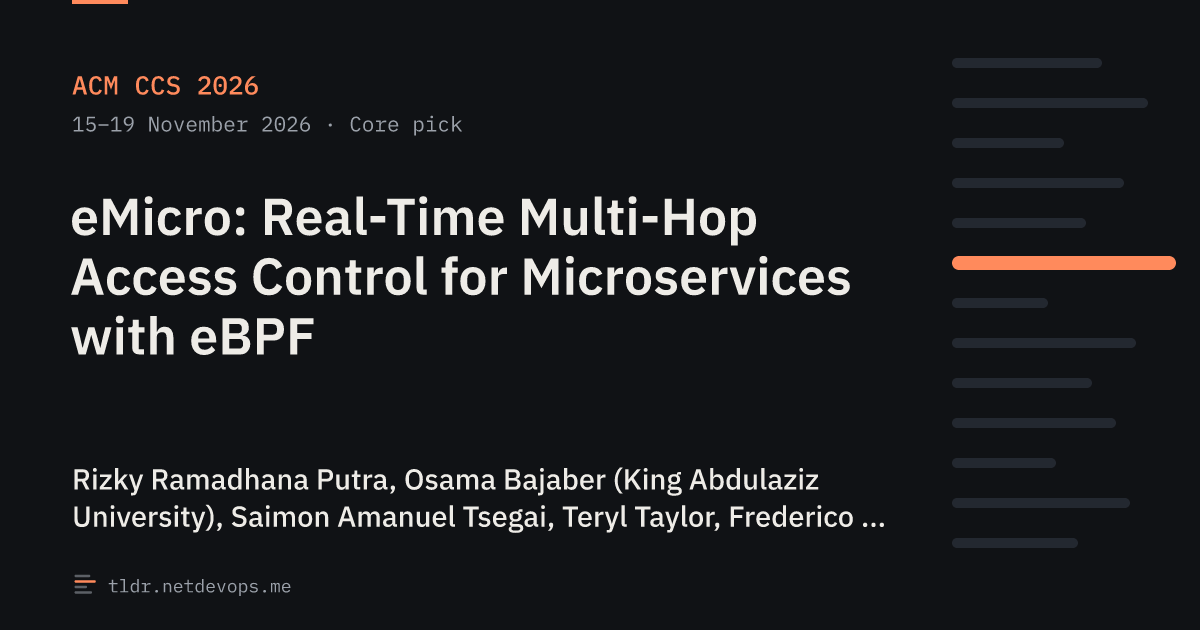 ACM CCS 2026
15–19 November 2026 · Core pick
eMicro: Real-Time Multi-Hop
Access Control for Microservices
with eBPF
Rizky Ramadhana Putra, Osama Bajaber (King Abdulaziz
University), Saimon Amanuel Tsegai, Teryl Taylor, Frederico ...
tldr.netdevops.me